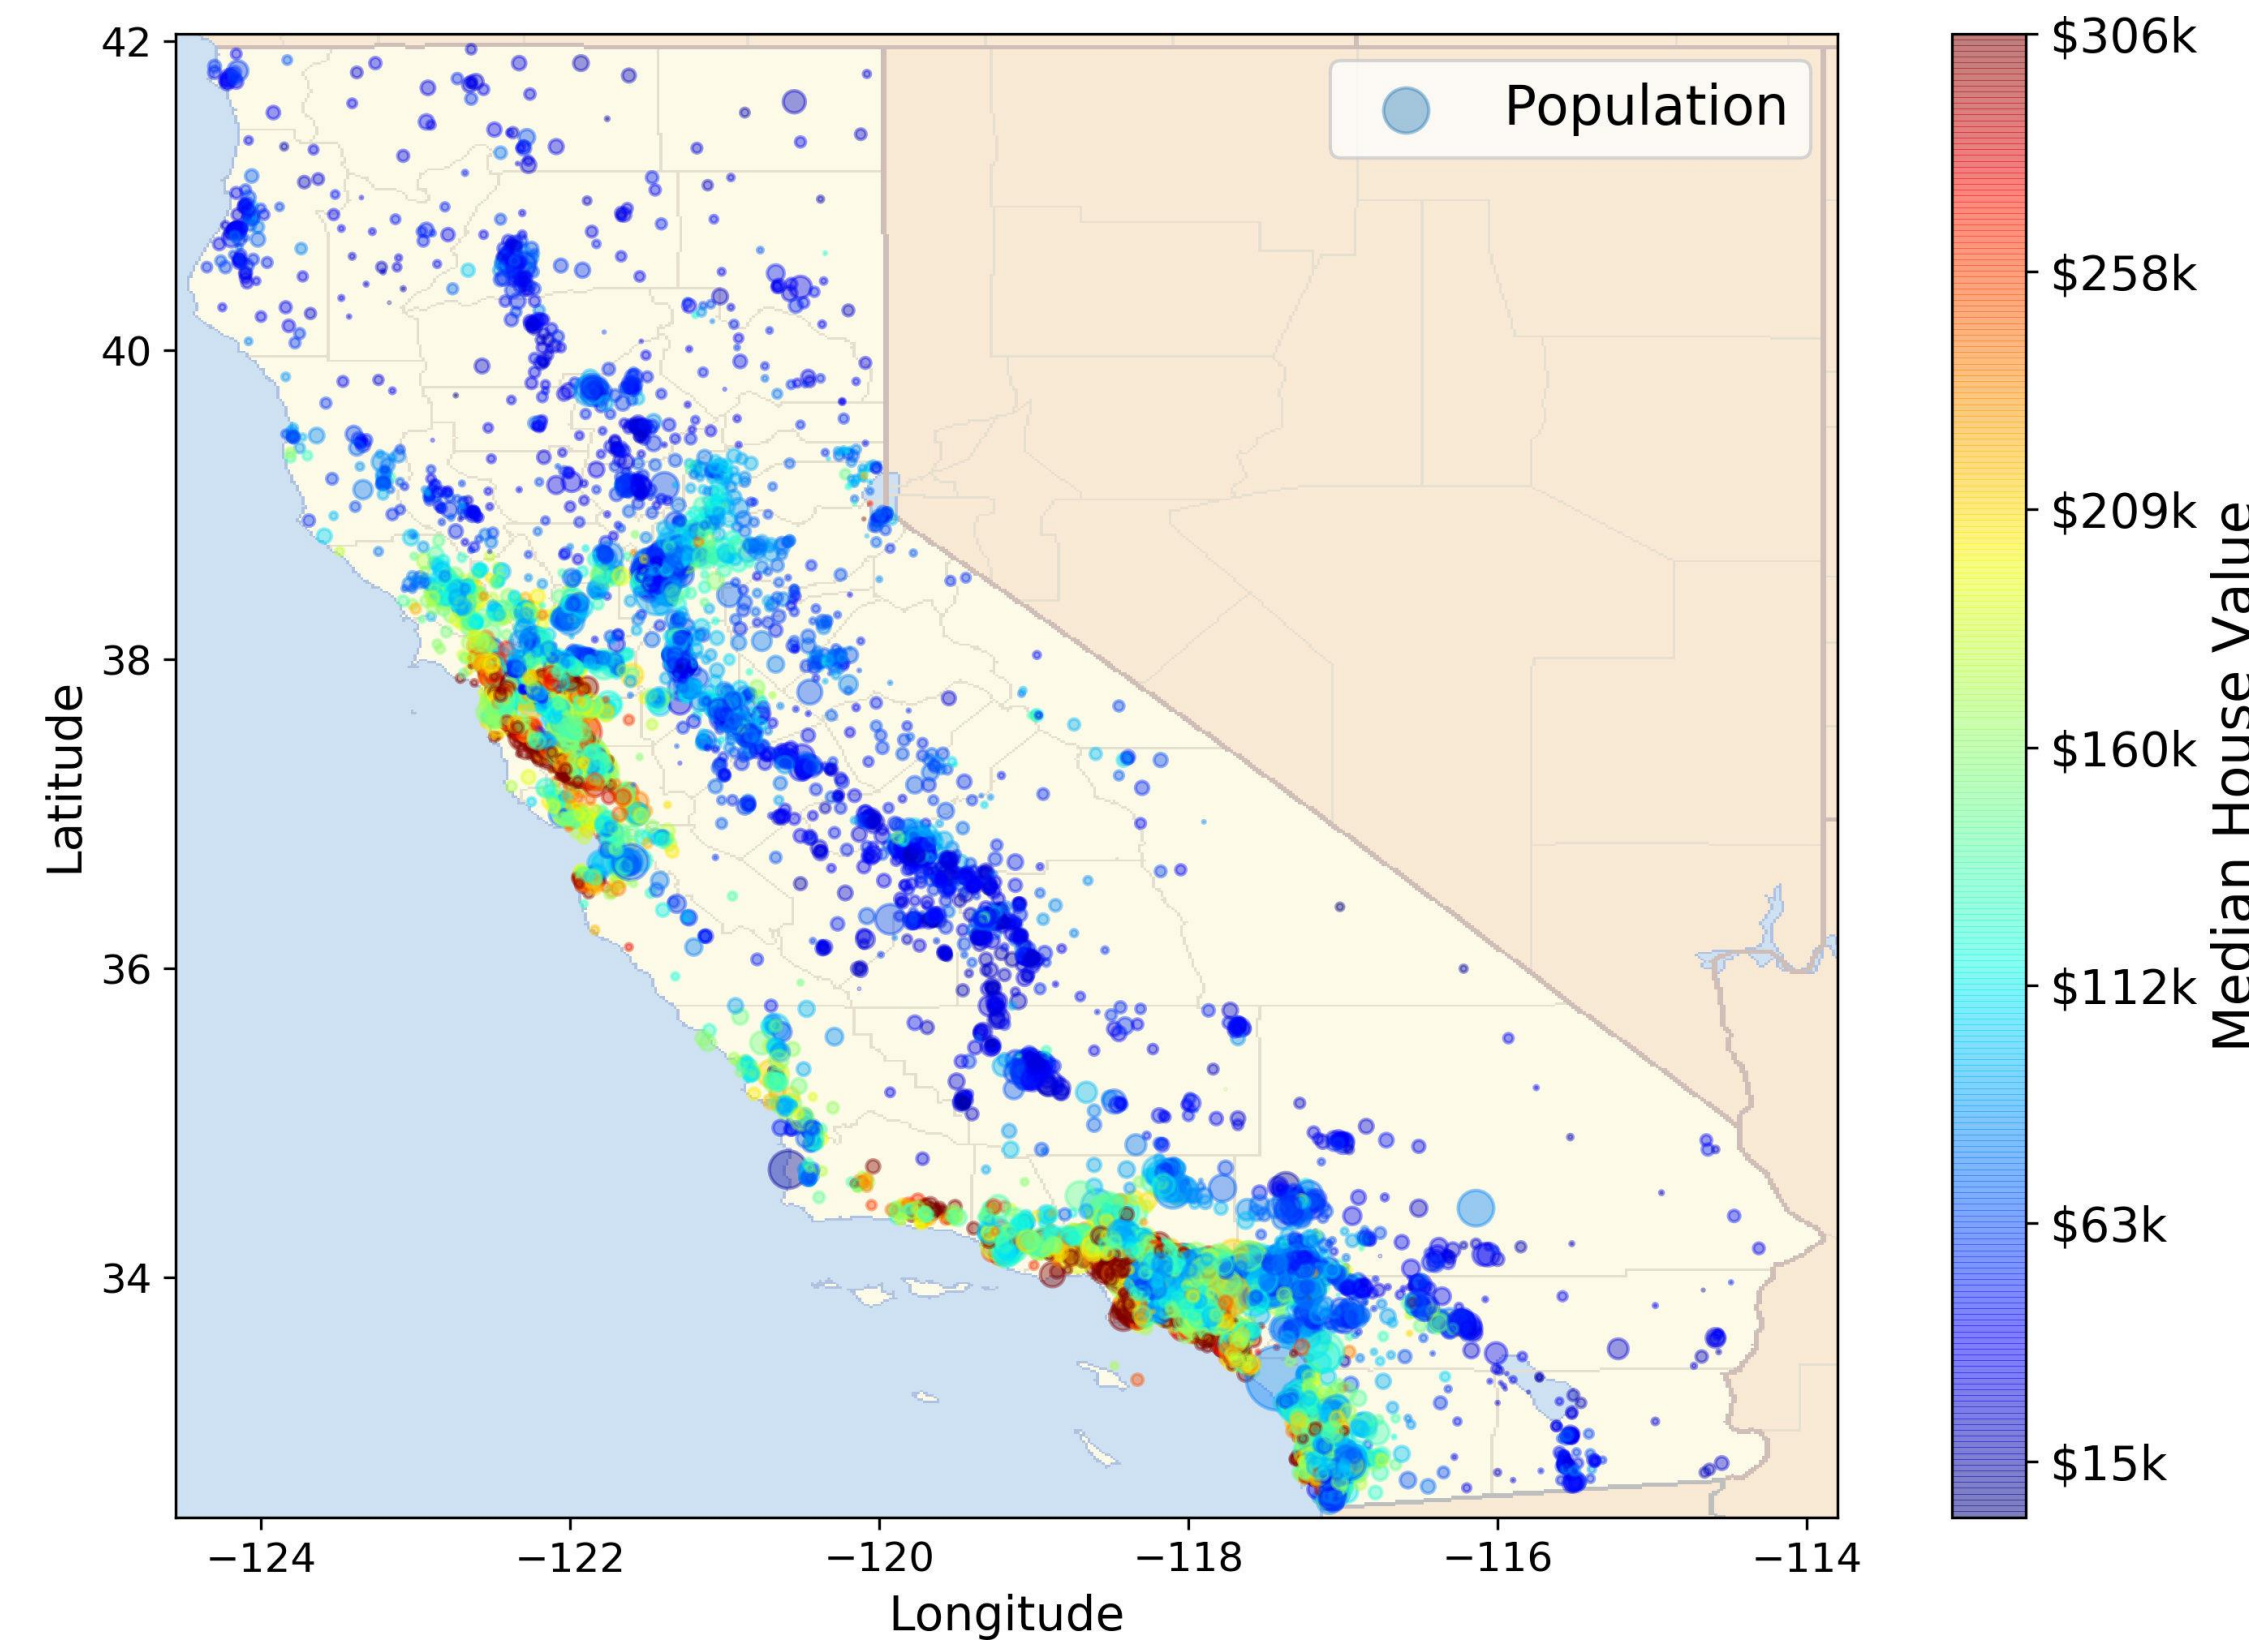 42
40
38
36
34
Latitude
−124
−122
−120
−118
−116
−114
Longitude
Population
$306k
$258k
$209k
$160k
$112k
$63k
$15k
Median House Value